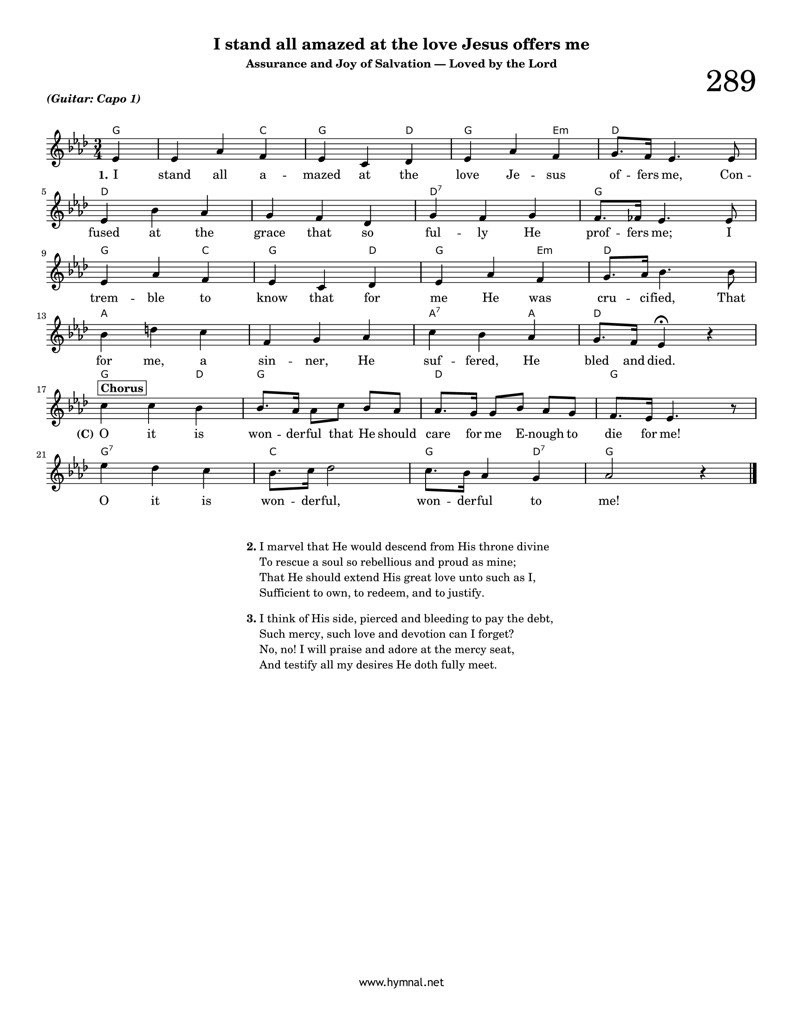 I stand all amazed at the love Jesus offers me
Assurance and Joy of Salvation — Loved by the Lord
289
(Guitar: Capo 1)
G C G D G Em D
3
4
1. I stand all a - mazed at the love Je - sus of - fers me, Con -
5
D D7 G
fused at the grace that so ful - ly He prof - fers me; I
9
G C G D G Em D
trem - ble to know that for me He was cru - cified, That
13
A A7 A D
for me, a sin - ner, He suf - fered, He bled and died.
G D G D G
17
Chorus
(C) O it is won - derful that He should care for me E-nough to die for me!
21
G7 C G D7 G
O it is won - derful, won - derful to me!
2. I marvel that He would descend from His throne divine
To rescue a soul so rebellious and proud as mine;
That He should extend His great love unto such as I,
Sufficient to own, to redeem, and to justify.
3. I think of His side, pierced and bleeding to pay the debt,
Such mercy, such love and devotion can I forget?
No, no! I will praise and adore at the mercy seat,
And testify all my desires He doth fully meet.
www.hymnal.net